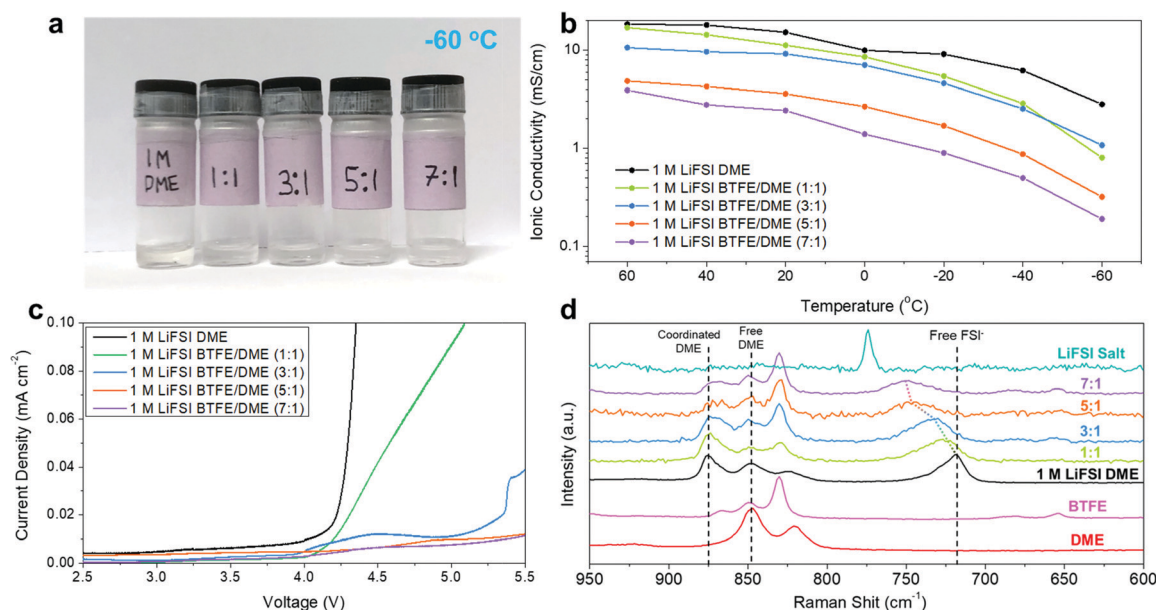 a
-60 ºC
1M
DME
1:1
3:1
5:1
7:1
b
Ionic Conductivity (mS/cm)
10
1
0.1
1 M LiFSI DME
1 M LiFSI BTFE/DME (1:1)
1 M LiFSI BTFE/DME (3:1)
1 M LiFSI BTFE/DME (5:1)
1 M LiFSI BTFE/DME (7:1)
60 40 20 0 -20 -40 -60
Temperature (°C)
c
Current Density (mA cm⁻²)
0.10
0.08
0.06
0.04
0.02
0.00
1 M LiFSI DME
1 M LiFSI BTFE/DME (1:1)
1 M LiFSI BTFE/DME (3:1)
1 M LiFSI BTFE/DME (5:1)
1 M LiFSI BTFE/DME (7:1)
2.5 3.0 3.5 4.0 4.5 5.0 5.5
Voltage (V)
d
Intensity (a.u.)
Coordinated
DME
Free
DME
Free FSI⁻
LiFSI Salt
7:1
5:1
3:1
1:1
1 M LiFSI DME
BTFE
DME
950 900 850 800 750 700 650 600
Raman Shit (cm⁻¹)